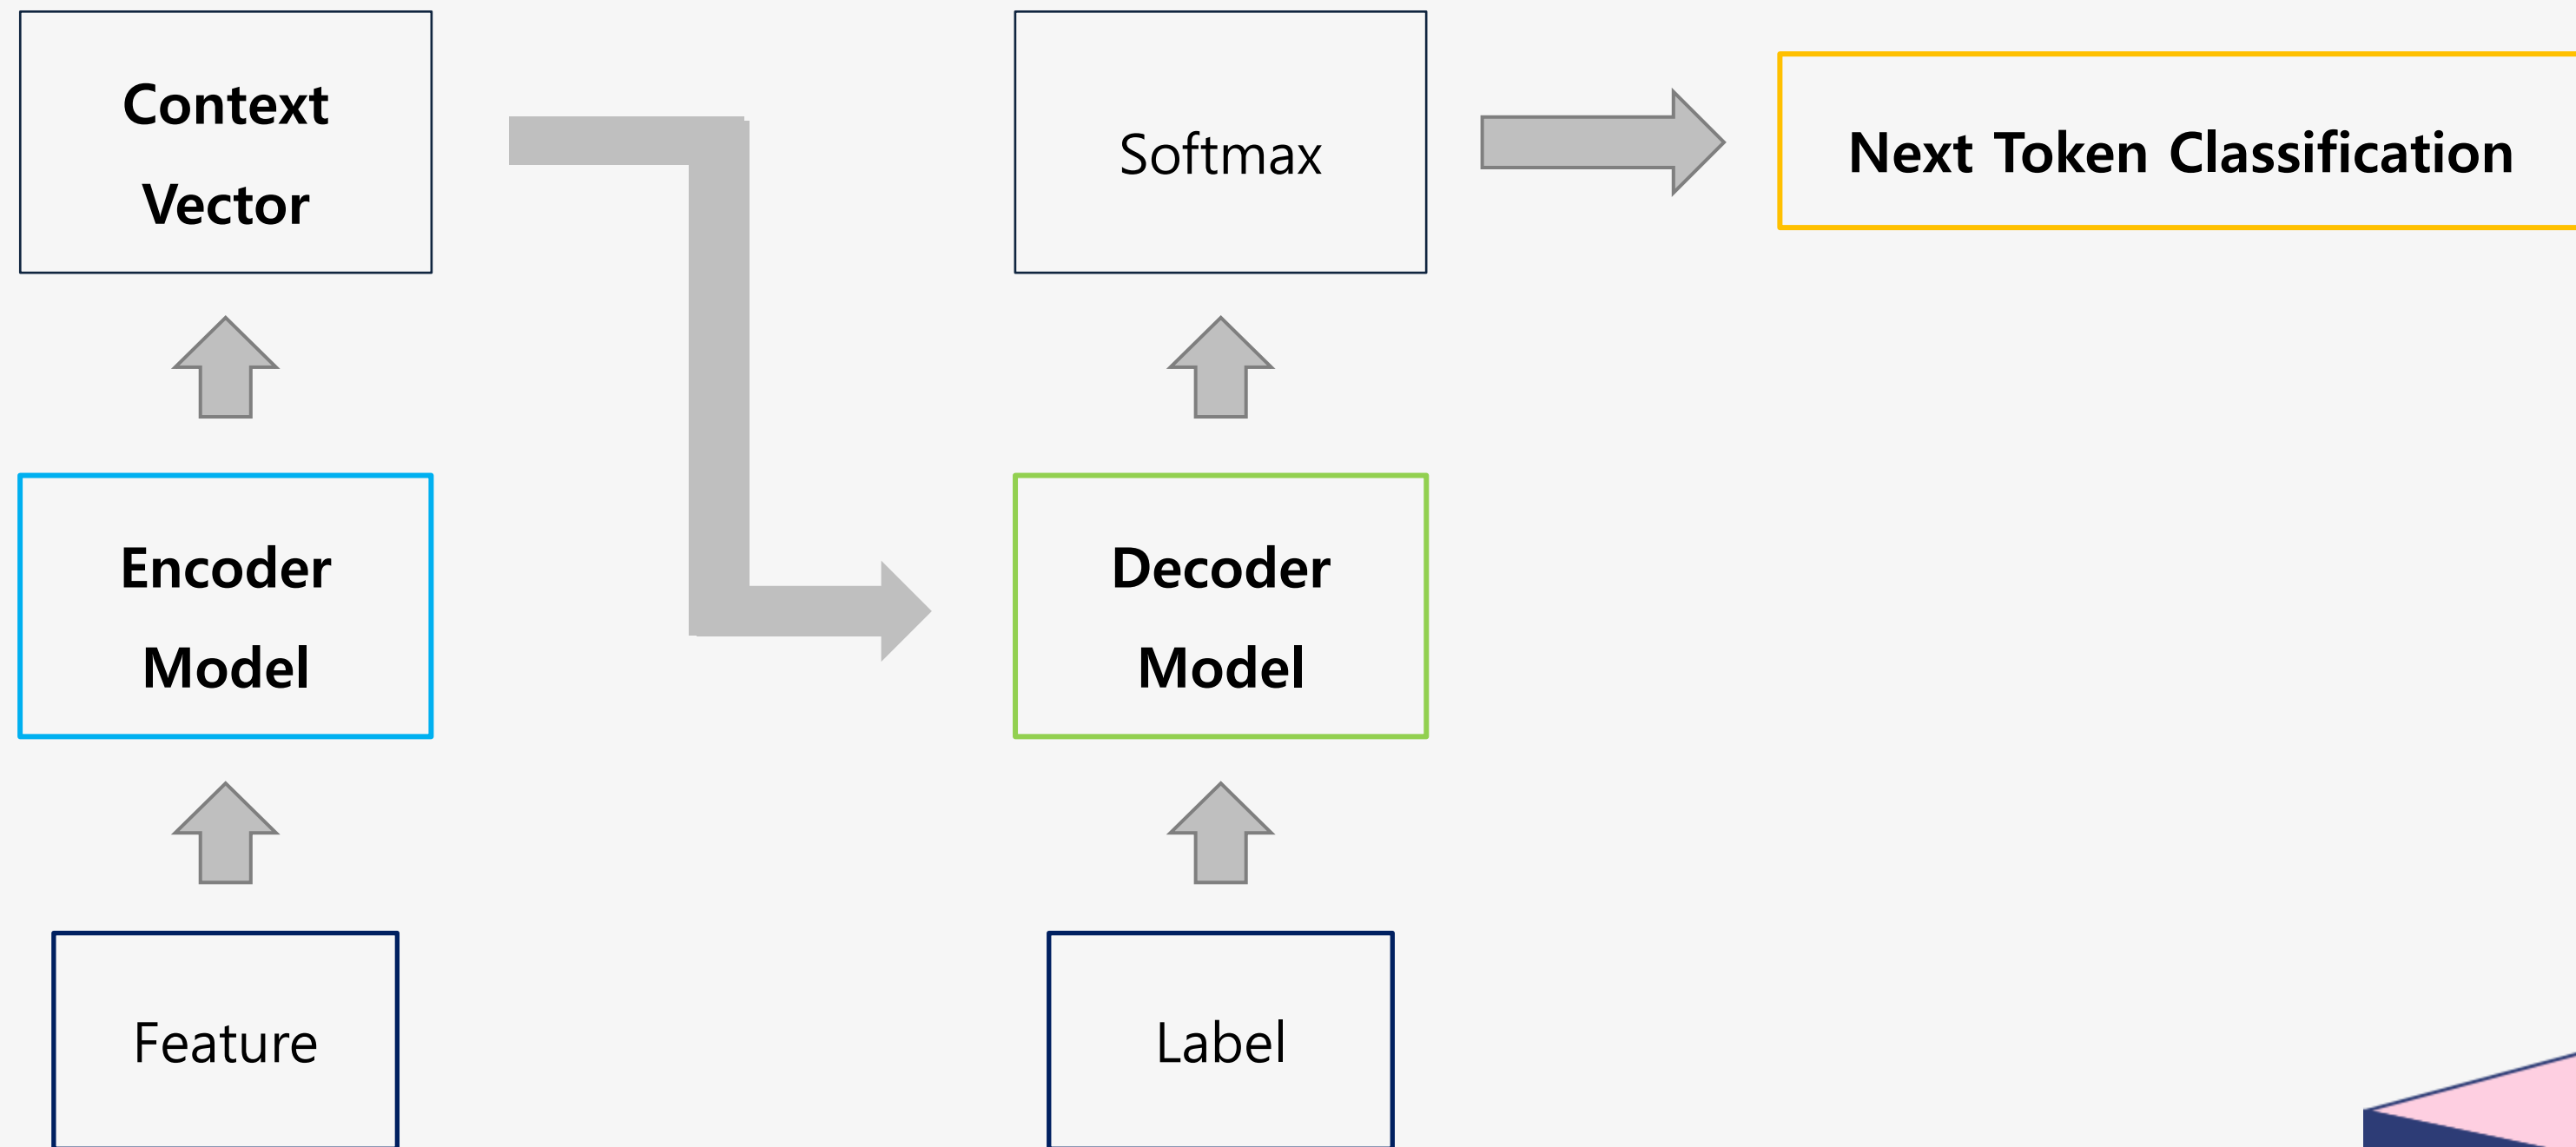 Context
Vector
Softmax
Next Token Classification
Encoder
Model
Decoder
Model
Feature
Label